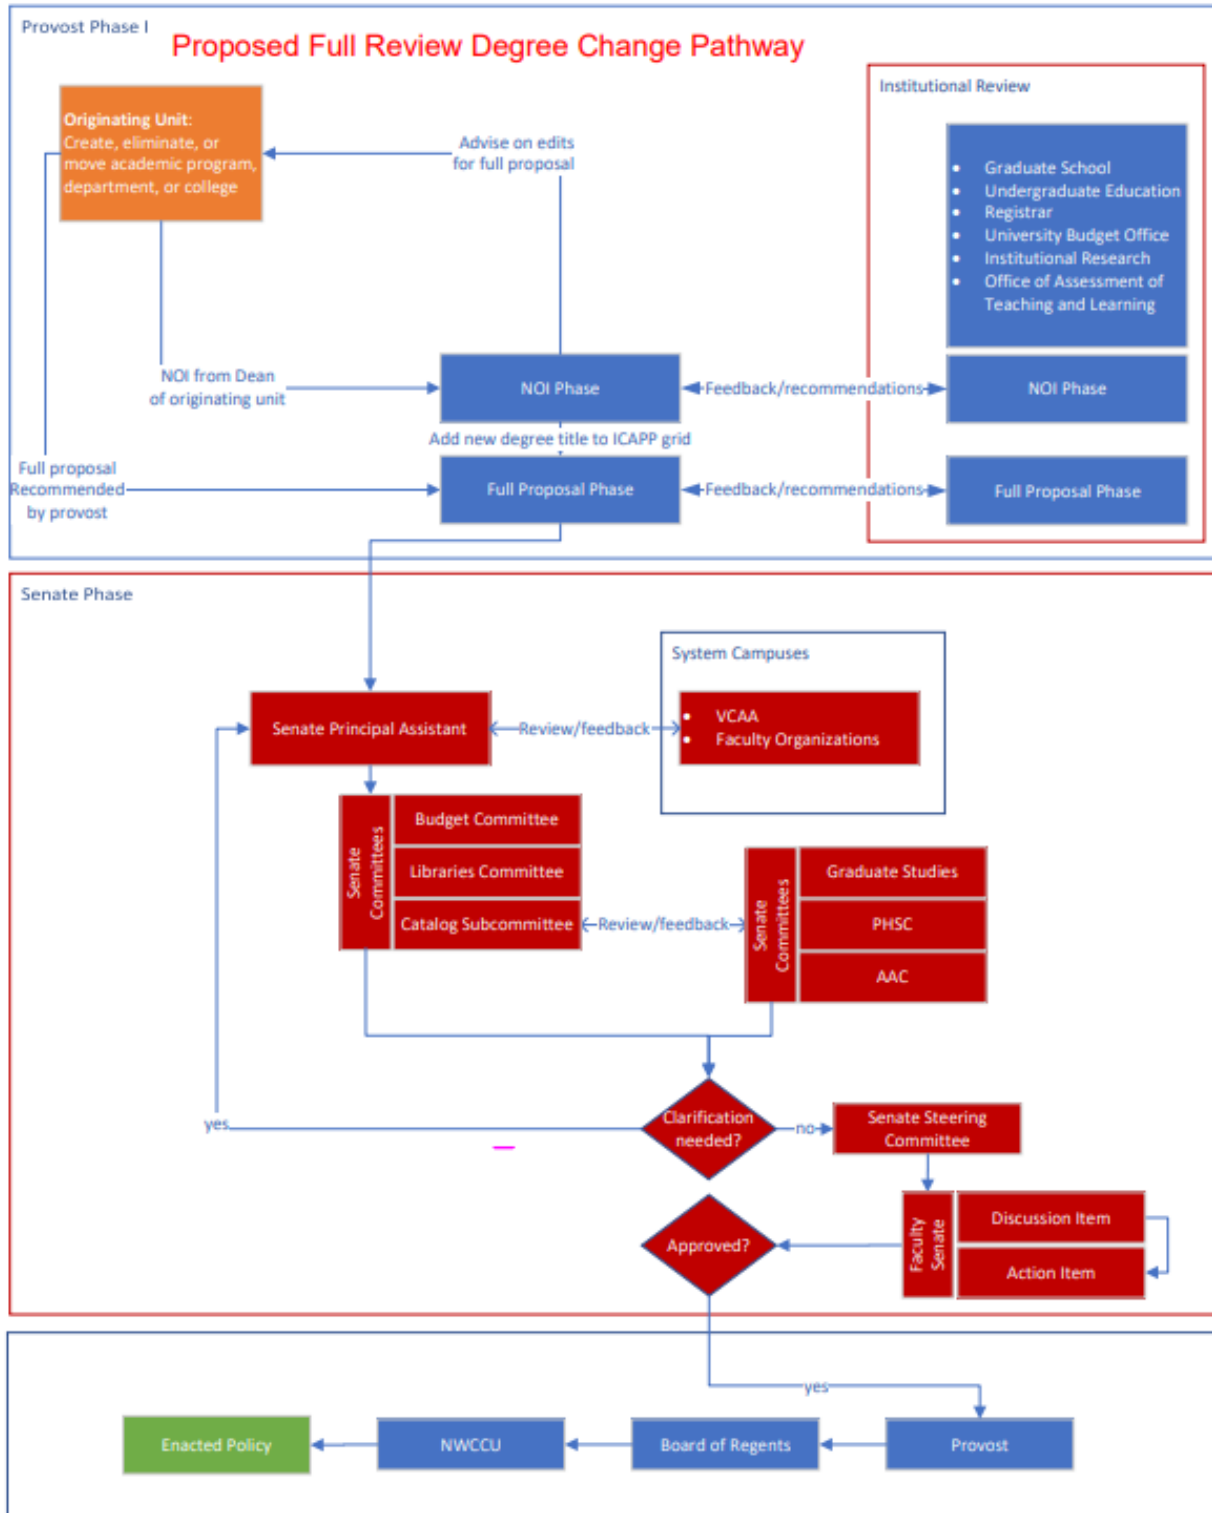 Provost Phase I
Proposed Full Review Degree Change Pathway
Institutional Review
Originating Unit:
Create, eliminate, or
move academic program,
department, or college
Advise on edits
for full proposal
• Graduate School
• Undergraduate Education
• Registrar
• University Budget Office
• Institutional Research
• Office of Assessment of
Teaching and Learning
NOI from Dean
of originating unit
NOI Phase
Feedback/recommendations
NOI Phase
Add new degree title to ICAPP grid
Full proposal
Recommended
by provost
Full Proposal Phase
Feedback/recommendations
Full Proposal Phase
Senate Phase
System Campuses
Senate Principal Assistant
Review/feedback
• VCAA
• Faculty Organizations
Senate
Committees
Budget Committee
Libraries Committee
Catalog Subcommittee
Review/feedback
Senate
Committees
Graduate Studies
PHSC
AAC
yes
Clarification
needed?
no
Senate Steering
Committee
Approved?
Faculty
Senate
Discussion Item
Action Item
yes
Enacted Policy
NWCCU
Board of Regents
Provost